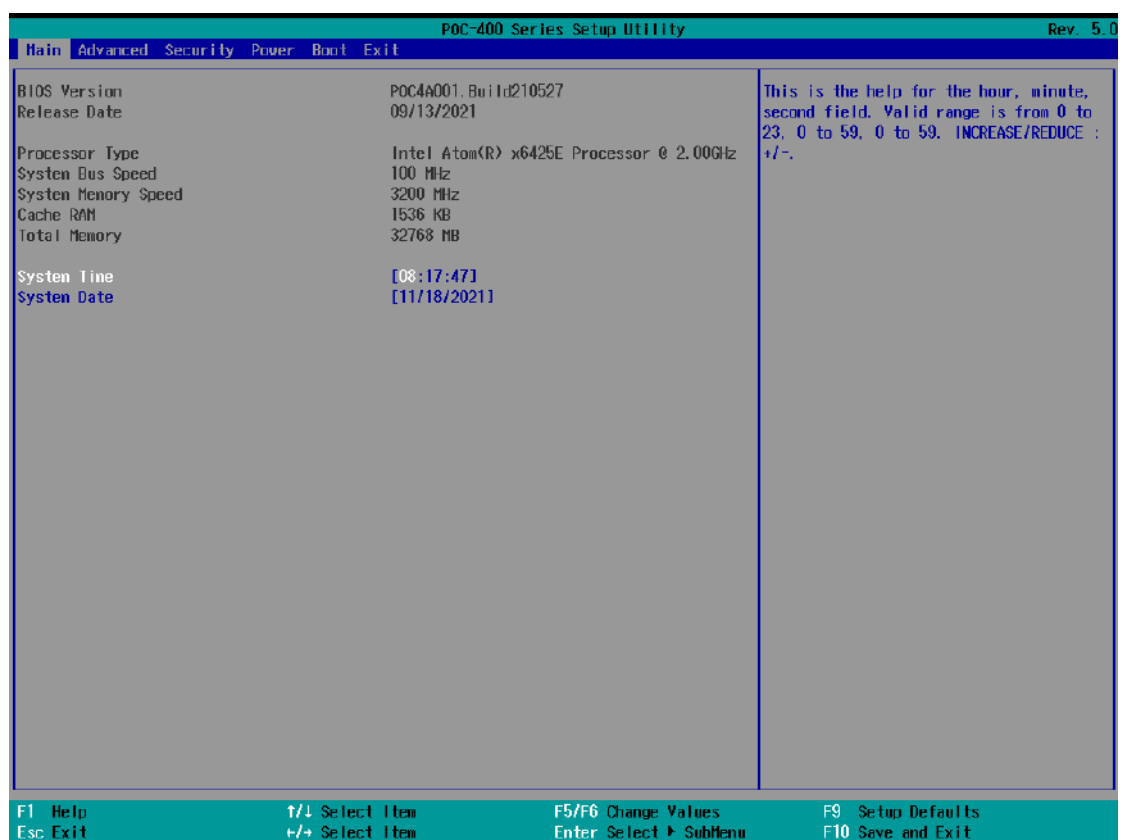 POC-400 Series Setup Utility Rev. 5.0
Main Advanced Security Power Boot Exit
BIOS Version POC4A001.Build210527
Release Date 09/13/2021
Processor Type Intel Atom(R) x6425E Processor @ 2.00GHz
System Bus Speed 100 MHz
System Memory Speed 3200 MHz
Cache RAM 1536 KB
Total Memory 32768 MB
System Time [08:17:47]
System Date [11/18/2021]
This is the help for the hour, minute,
second field. Valid range is from 0 to
23, 0 to 59, 0 to 59. INCREASE/REDUCE :
+/-.
F1 Help ↑/↓ Select Item F5/F6 Change Values F9 Setup Defaults
Esc Exit ←/→ Select Item Enter Select ▶ SubMenu F10 Save and Exit